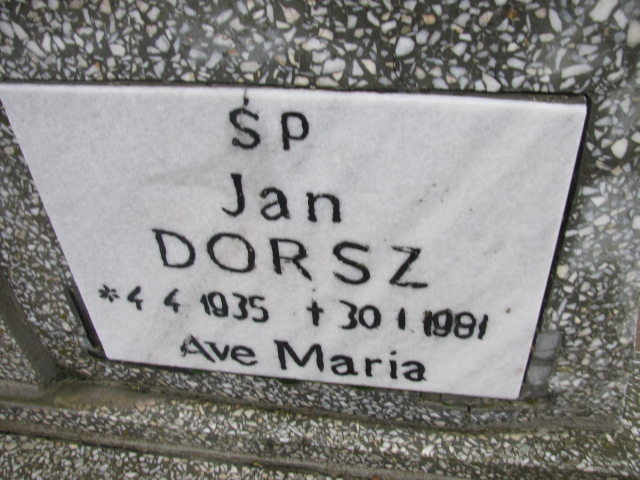 ŚP
Jan
DORSZ
*4 4 1935 +30 1 1981
Ave Maria